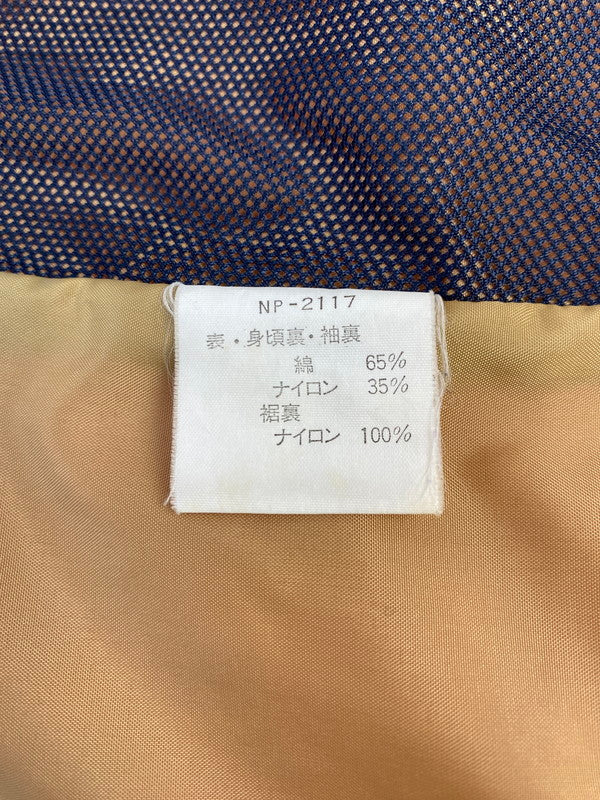 NP-2117
表・身頃裏・袖裏
綿 65%
ナイロン 35%
裾裏
ナイロン 100%